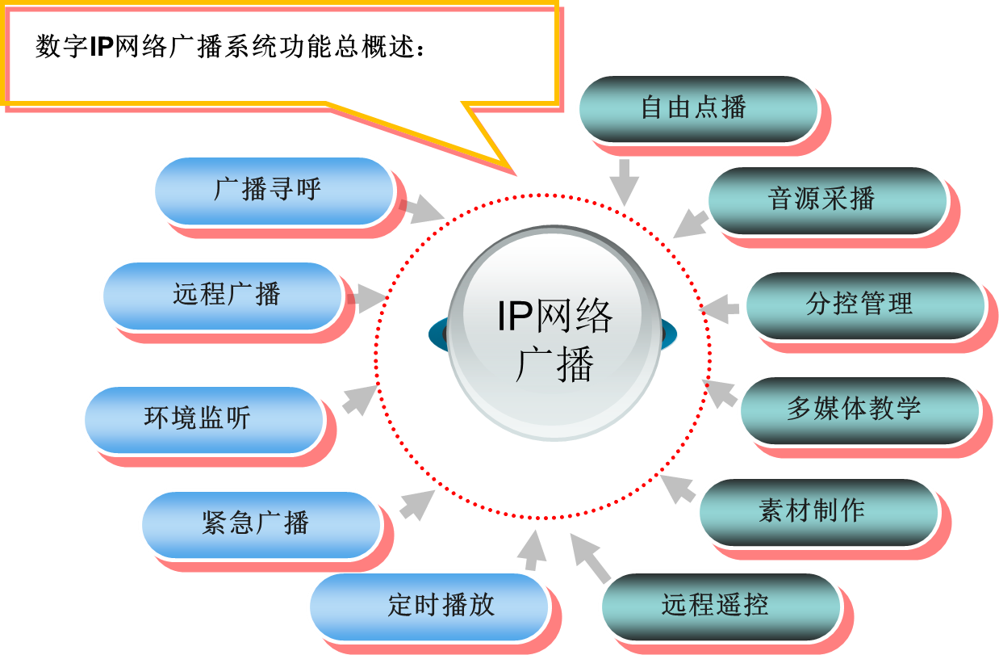 数字IP网络广播系统功能总概述：
自由点播
广播寻呼
音源采播
远程广播
分控管理
IP网络
广播
环境监听
多媒体教学
紧急广播
素材制作
定时播放
远程遥控